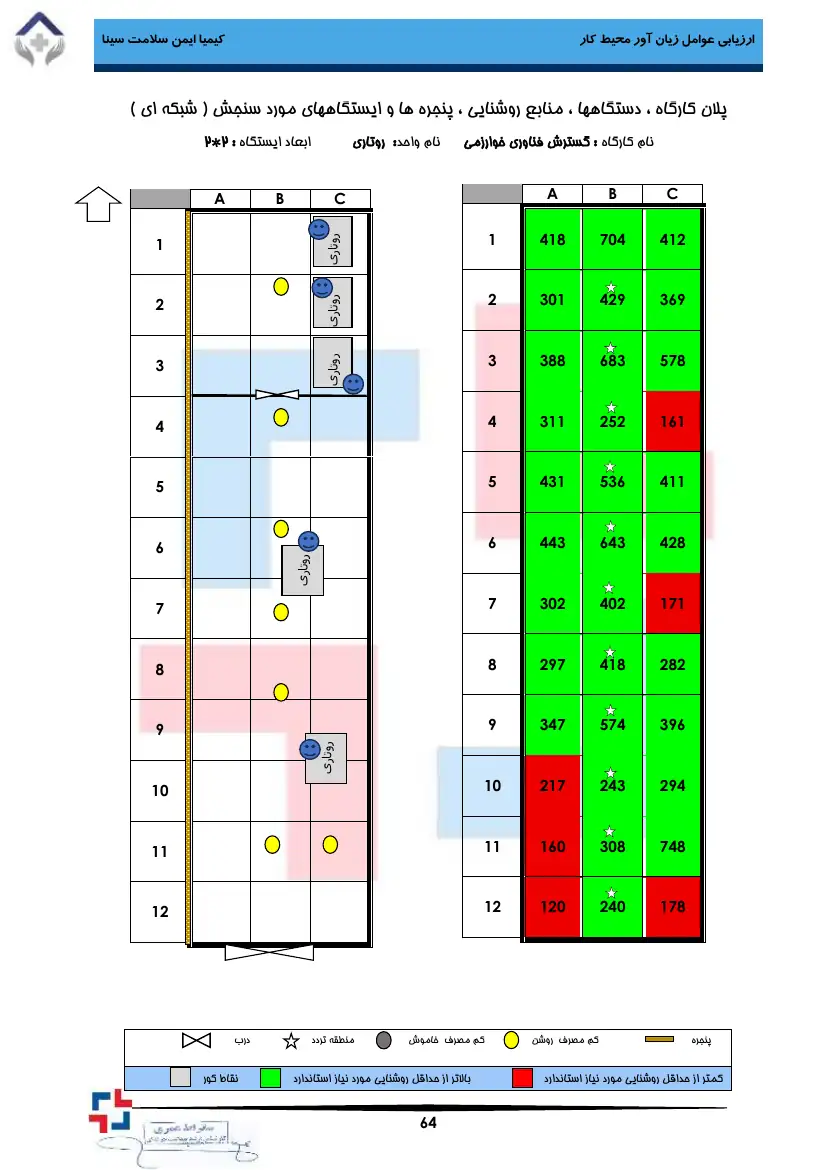 ارزیابی عوامل زیان آور محیط کار
کیمیا ایمن سلامت سینا
پلان کارگاه ، دستگاهها ، منابع روشنایی ، پنجره ها و ایستگاههای مورد سنجش ( شبکه ای )
نام کارگاه : گسترش فناوری خوارزمی نام واحد: روتاری ابعاد ایستگاه : ۲*۲
A B C
1 روتاری
2 روتاری
3 روتاری
4
5
6 روتاری
7
8
9 روتاری
10
11
12
A B C
1 418 704 412
2 301 429 369
3 388 683 578
4 311 252 161
5 431 536 411
6 443 643 428
7 302 402 171
8 297 418 282
9 347 574 396
10 217 243 294
11 160 308 748
12 120 240 178
پنجره کم مصرف روشن کم مصرف خاموش منطقه تردد درب
کمتر از حداقل روشنایی مورد نیاز استاندارد بالاتر از حداقل روشنایی مورد نیاز استاندارد نقاط کور
64